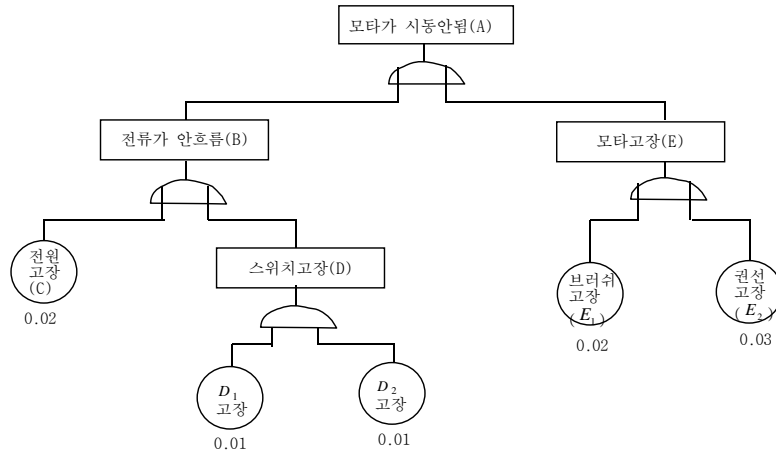 모타가 시동안됨(A)
전류가 안흐름(B)
모타고장(E)
전원
고장
(C)
0.02
스위치고장(D)
브러쉬
고장
(E₁)
0.02
권선
고장
(E₂)
0.03
D₁
고장
0.01
D₂
고장
0.01